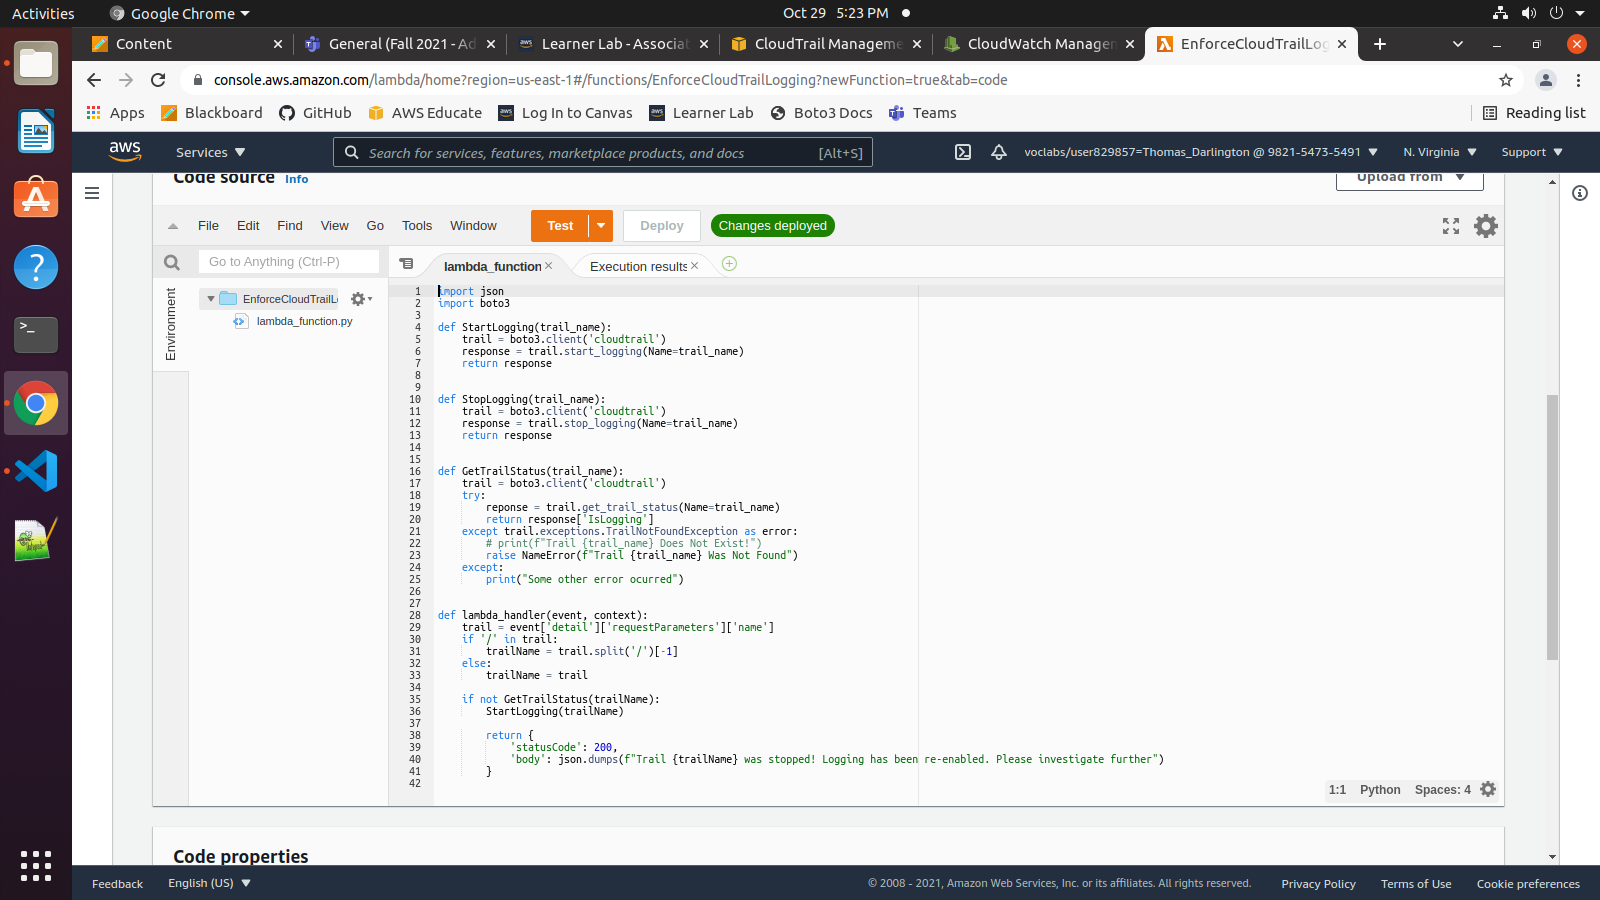 Activities
Google Chrome
Oct 29 5:23 PM
Content
General (Fall 2021 - Ad
Learner Lab - Associat
CloudTrail Manageme
CloudWatch Managen
EnforceCloudTrailLog
console.aws.amazon.com/lambda/home?region=us-east-1#/functions/EnforceCloudTrailLogging?newFunction=true&tab=code
Apps
Blackboard
GitHub
AWS Educate
Log In to Canvas
Learner Lab
Boto3 Docs
Teams
Reading list
aws
Services
Search for services, features, marketplace products, and docs
[Alt+S]
voclabs/user829857=Thomas_Darlington @ 9821-5473-5491
N. Virginia
Support
Code source
Info
Upload from
File
Edit
Find
View
Go
Tools
Window
Test
Deploy
Changes deployed
Go to Anything (Ctrl-P)
lambda_function
Execution results
Environment
EnforceCloudTrailL
lambda_function.py
1 import json
2 import boto3
3
4 def StartLogging(trail_name):
5     trail = boto3.client('cloudtrail')
6     response = trail.start_logging(Name=trail_name)
7     return response
8
9
10 def StopLogging(trail_name):
11     trail = boto3.client('cloudtrail')
12     response = trail.stop_logging(Name=trail_name)
13     return response
14
15
16 def GetTrailStatus(trail_name):
17     trail = boto3.client('cloudtrail')
18     try:
19         reponse = trail.get_trail_status(Name=trail_name)
20         return response['IsLogging']
21     except trail.exceptions.TrailNotFoundException as error:
22         # print(f"Trail {trail_name} Does Not Exist!")
23         raise NameError(f"Trail {trail_name} Was Not Found")
24     except:
25         print("Some other error ocurred")
26
27
28 def lambda_handler(event, context):
29     trail = event['detail']['requestParameters']['name']
30     if '/' in trail:
31         trailName = trail.split('/')[-1]
32     else:
33         trailName = trail
34
35     if not GetTrailStatus(trailName):
36         StartLogging(trailName)
37
38         return {
39             'statusCode': 200,
40             'body': json.dumps(f"Trail {trailName} was stopped! Logging has been re-enabled. Please investigate further")
41         }
42
1:1
Python
Spaces: 4
Code properties
Feedback
English (US)
© 2008 - 2021, Amazon Web Services, Inc. or its affiliates. All rights reserved.
Privacy Policy
Terms of Use
Cookie preferences